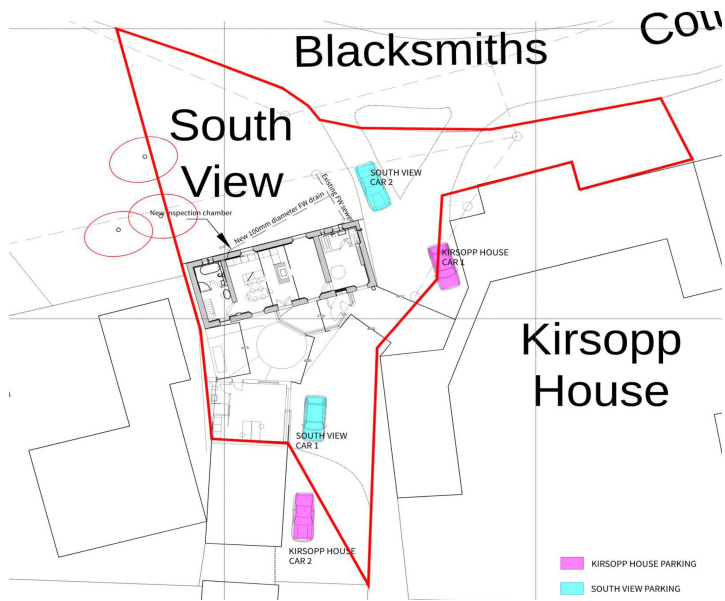 Blacksmiths
South
View
SOUTH VIEW
CAR 2
New inspection chamber
New 100mm diameter FW drain
Existing FW sewer
KIRSOPP HOUSE
CAR 1
Kirsopp
House
SOUTH VIEW
CAR 1
KIRSOPP HOUSE
CAR 2
KIRSOPP HOUSE PARKING
SOUTH VIEW PARKING